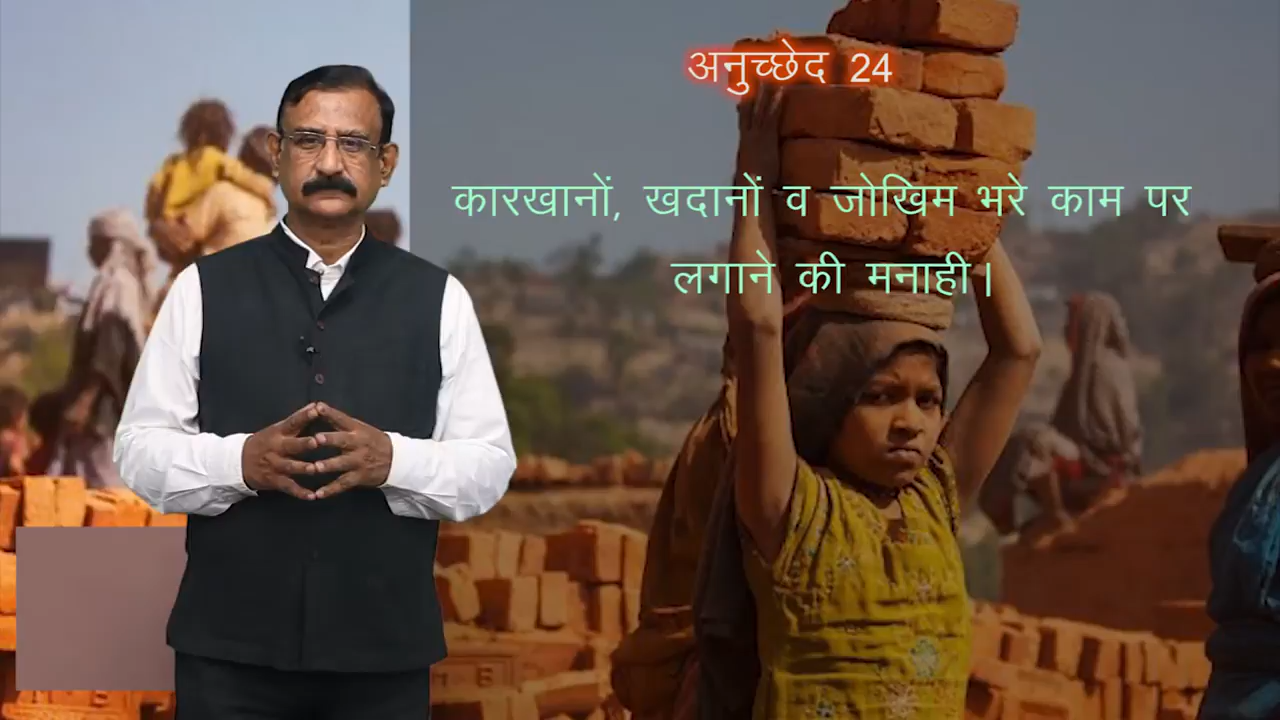 अनुच्छेद 24
कारखानों, खदानों व जोखिम भरे काम पर
लगाने की मनाही।